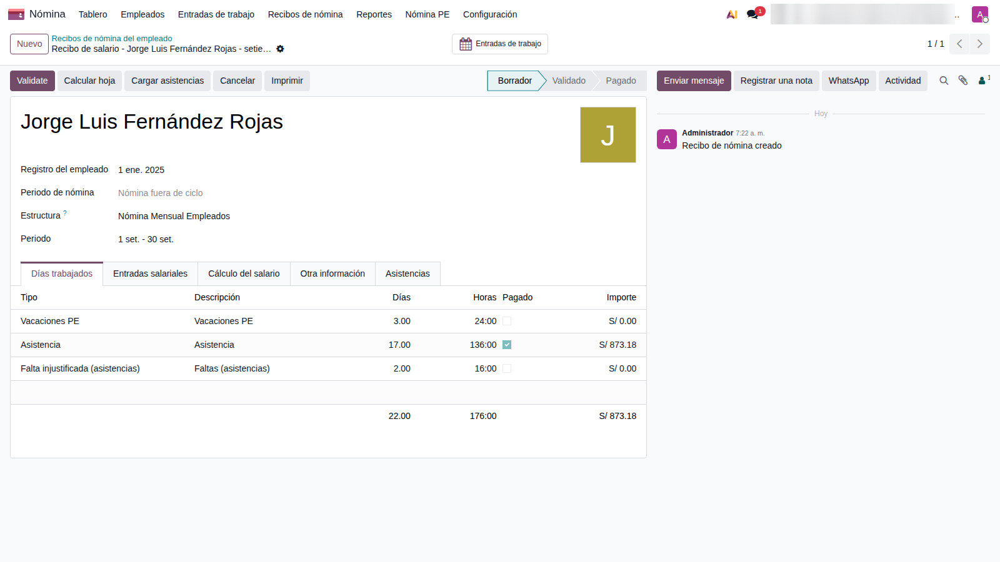 Nómina Tablero Empleados Entradas de trabajo Recibos de nómina Reportes Nómina PE Configuración AI 1 .. A
Nuevo Recibos de nómina del empleado
Recibo de salario - Jorge Luis Fernández Rojas - setie… Entradas de trabajo 1 / 1
Validate Calcular hoja Cargar asistencias Cancelar Imprimir Borrador Validado Pagado Enviar mensaje Registrar una nota WhatsApp Actividad 1
Jorge Luis Fernández Rojas J
Hoy
A Administrador 7:22 a. m.
Recibo de nómina creado
Registro del empleado 1 ene. 2025
Periodo de nómina Nómina fuera de ciclo
Estructura ? Nómina Mensual Empleados
Periodo 1 set. - 30 set.
Días trabajados Entradas salariales Cálculo del salario Otra información Asistencias
Tipo Descripción Días Horas Pagado Importe
Vacaciones PE Vacaciones PE 3.00 24:00 S/ 0.00
Asistencia Asistencia 17.00 136:00 S/ 873.18
Falta injustificada (asistencias) Faltas (asistencias) 2.00 16:00 S/ 0.00
22.00 176:00 S/ 873.18